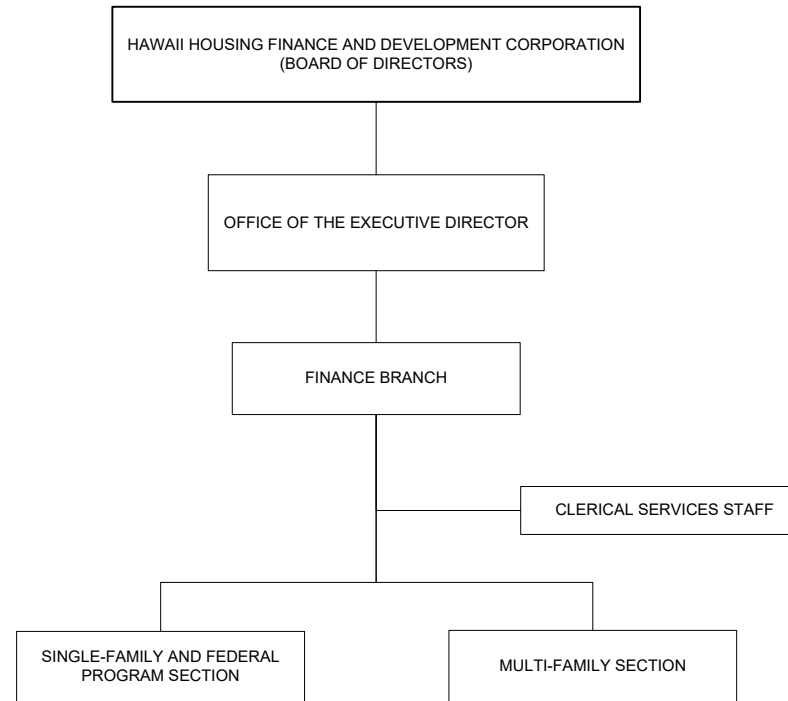 HAWAII HOUSING FINANCE AND DEVELOPMENT CORPORATION
(BOARD OF DIRECTORS)
OFFICE OF THE EXECUTIVE DIRECTOR
FINANCE BRANCH
CLERICAL SERVICES STAFF
SINGLE-FAMILY AND FEDERAL
PROGRAM SECTION
MULTI-FAMILY SECTION